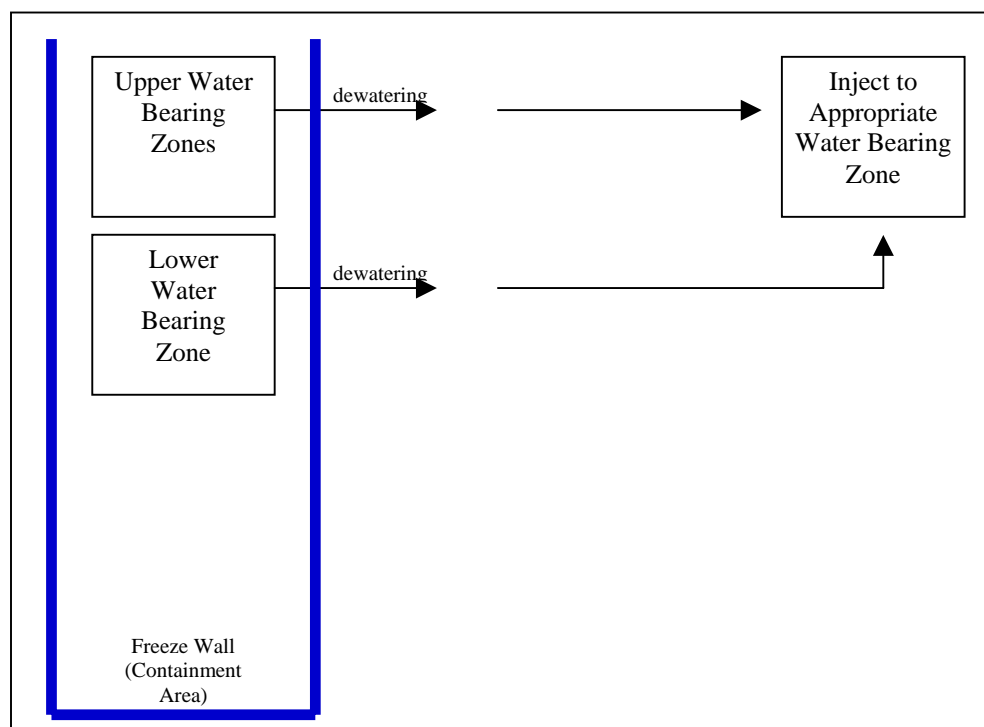 Upper Water
Bearing
Zones
dewatering
Inject to
Appropriate
Water Bearing
Zone
Lower
Water
Bearing
Zone
dewatering
Freeze Wall
(Containment
Area)